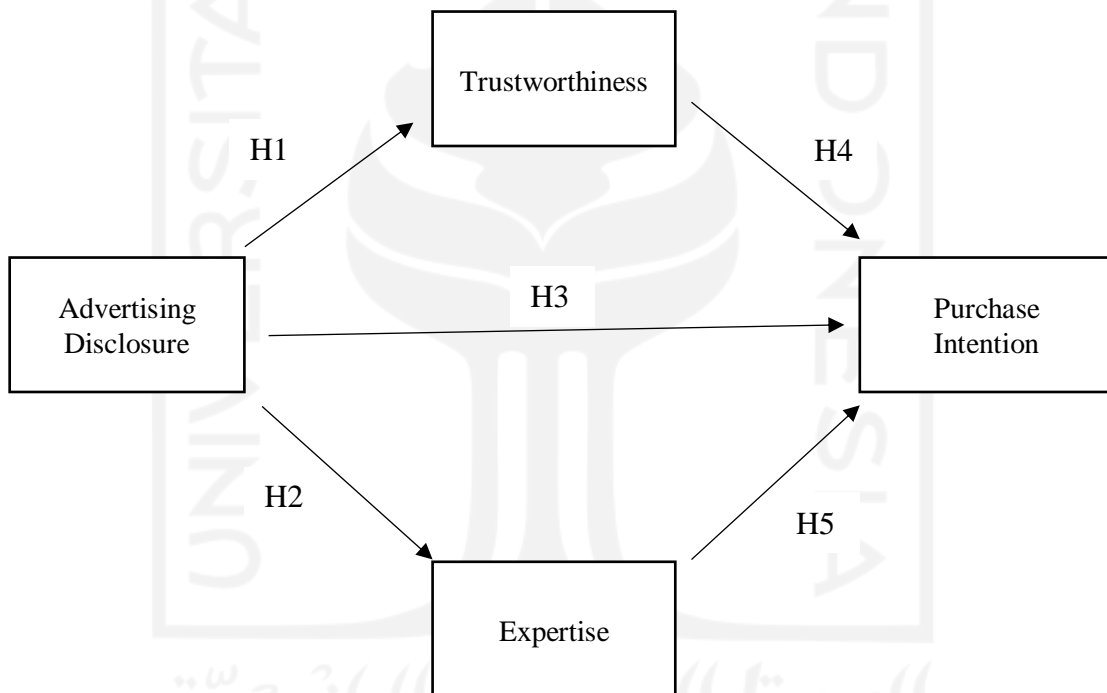 Trustworthiness
H1
H4
Advertising
Disclosure
H3
Purchase
Intention
H2
H5
Expertise